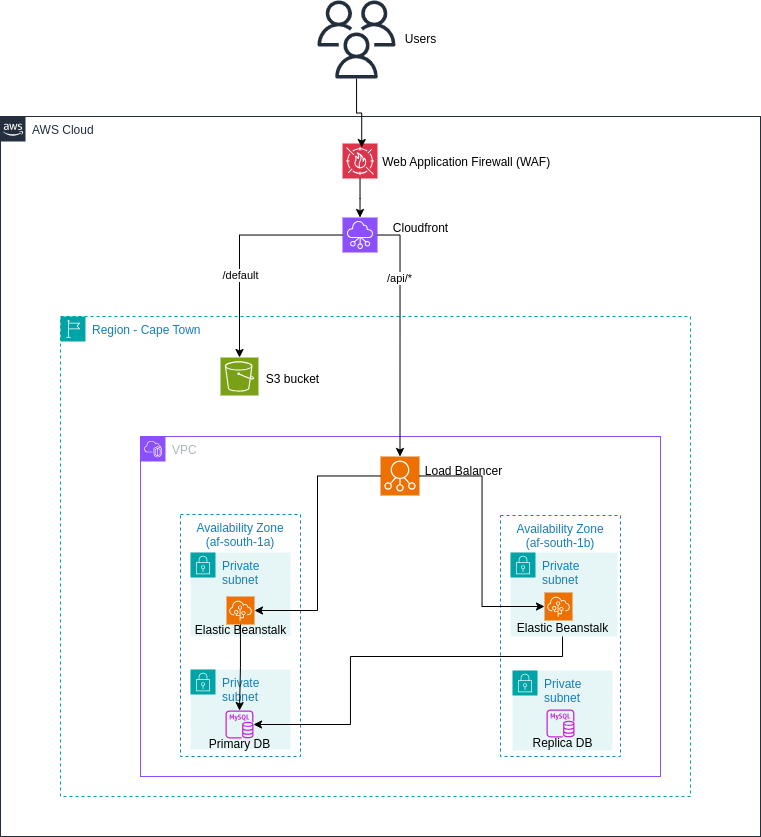 Users
aws
AWS Cloud
Web Application Firewall (WAF)
Cloudfront
/default
/api/*
Region - Cape Town
S3 bucket
VPC
Load Balancer
Availability Zone
(af-south-1a)
Private
subnet
Elastic Beanstalk
Availability Zone
(af-south-1b)
Private
subnet
Elastic Beanstalk
Private
subnet
MySQL
Primary DB
Private
subnet
MySQL
Replica DB